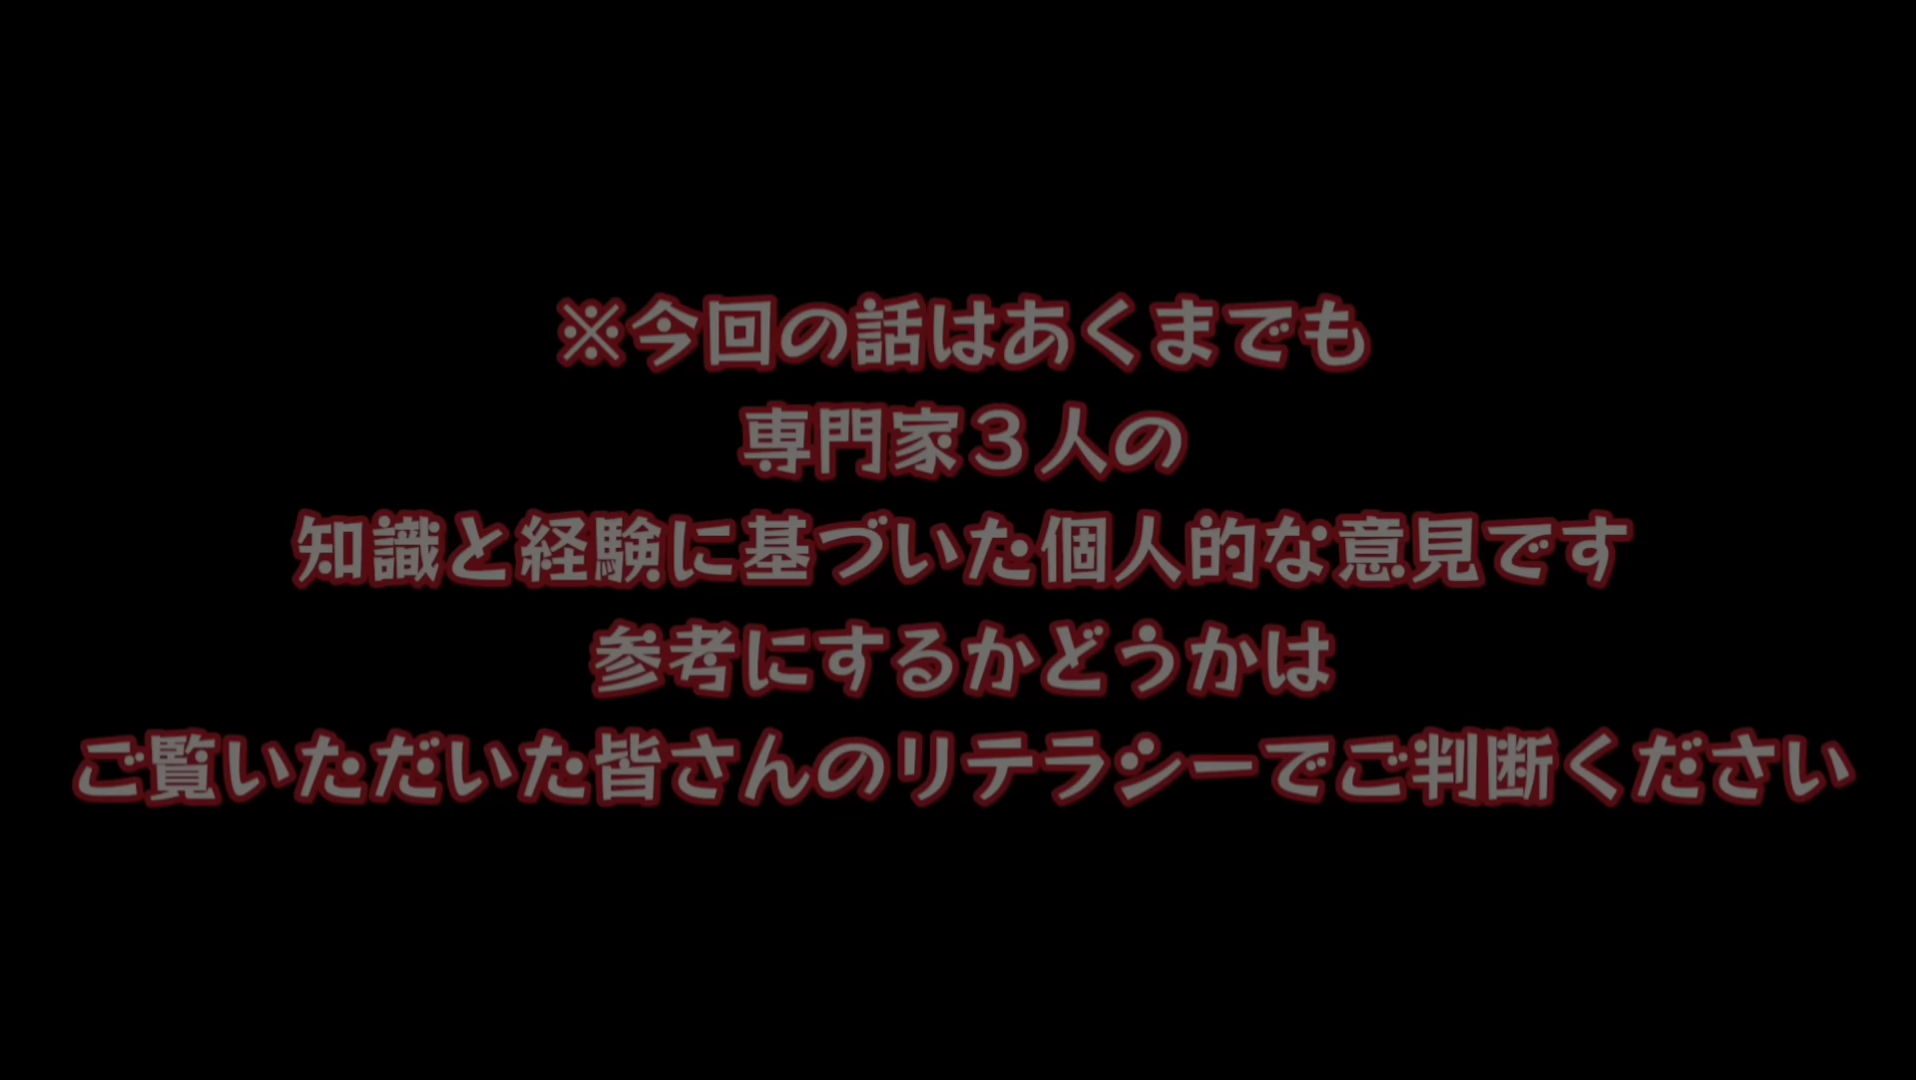 ※今回の話はあくまでも
専門家３人の
知識と経験に基づいた個人的な意見です
参考にするかどうかは
ご覧いただいた皆さんのリテラシーでご判断ください